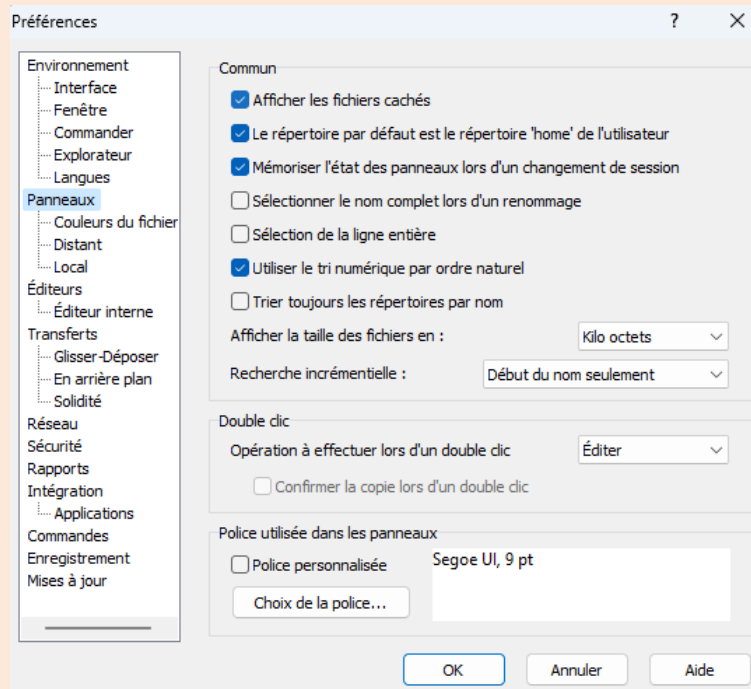 Préférences
Environnement
Interface
Fenêtre
Commander
Explorateur
Langues
Panneaux
Couleurs du fichier
Distant
Local
Éditeurs
Éditeur interne
Transferts
Glisser-Déposer
En arrière plan
Solidité
Réseau
Sécurité
Rapports
Intégration
Applications
Commandes
Enregistrement
Mises à jour
Commun
Afficher les fichiers cachés
Le répertoire par défaut est le répertoire 'home' de l'utilisateur
Mémoriser l'état des panneaux lors d'un changement de session
Sélectionner le nom complet lors d'un renommage
Sélection de la ligne entière
Utiliser le tri numérique par ordre naturel
Trier toujours les répertoires par nom
Afficher la taille des fichiers en : Kilo octets
Recherche incrémentielle : Début du nom seulement
Double clic
Opération à effectuer lors d'un double clic Éditer
Confirmer la copie lors d'un double clic
Police utilisée dans les panneaux
Police personnalisée Segoe UI, 9 pt
Choix de la police...
OK Annuler Aide